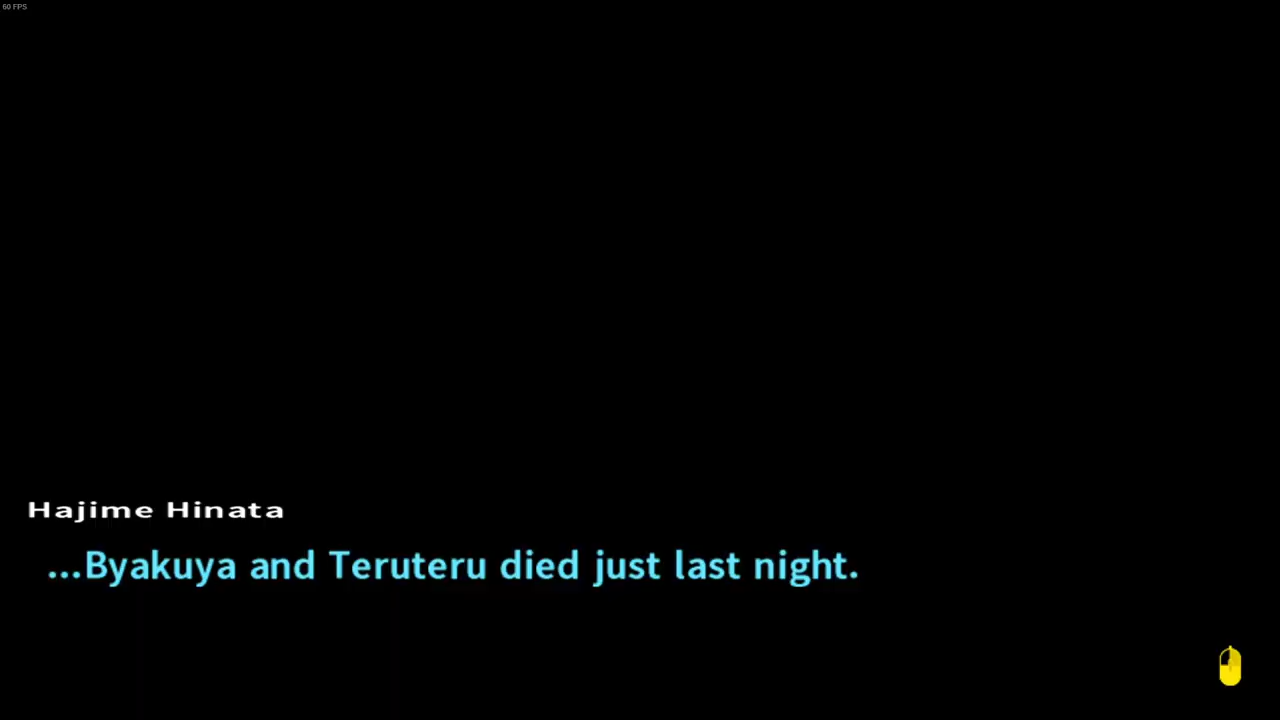 60 FPS
Hajime Hinata
...Byakuya and Teruteru died just last night.